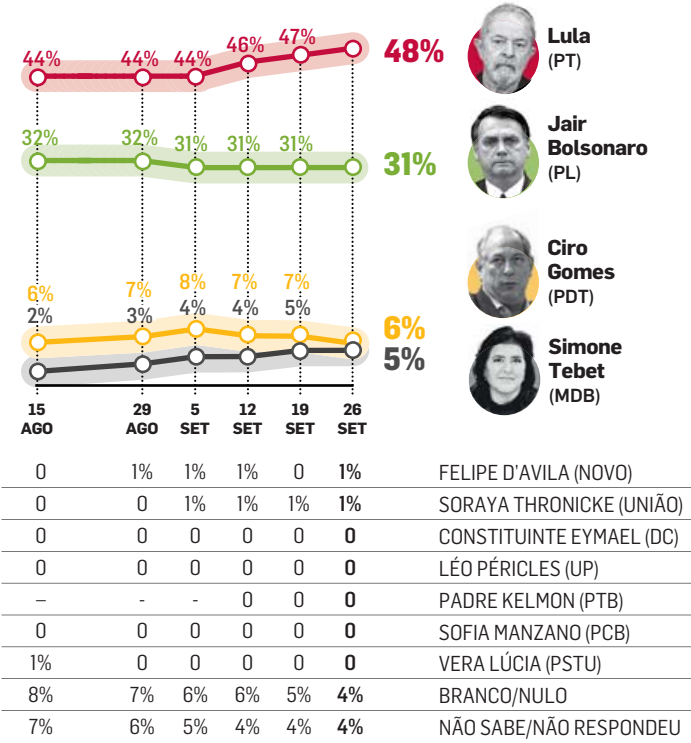 44% 44% 44% 46% 47% 48%
Lula
(PT)
32% 32% 31% 31% 31% 31%
Jair
Bolsonaro
(PL)
6% 7% 8% 7% 7% 6%
Ciro
Gomes
(PDT)
2% 3% 4% 4% 5% 5%
Simone
Tebet
(MDB)
15 29 5 12 19 26
AGO AGO SET SET SET SET
0 1% 1% 1% 0 1% FELIPE D'AVILA (NOVO)
0 0 1% 1% 1% 1% SORAYA THRONICKE (UNIÃO)
0 0 0 0 0 0 CONSTITUINTE EYMAEL (DC)
0 0 0 0 0 0 LÉO PÉRICLES (UP)
– - - 0 0 0 PADRE KELMON (PTB)
0 0 0 0 0 0 SOFIA MANZANO (PCB)
1% 0 0 0 0 0 VERA LÚCIA (PSTU)
8% 7% 6% 6% 5% 4% BRANCO/NULO
7% 6% 5% 4% 4% 4% NÃO SABE/NÃO RESPONDEU